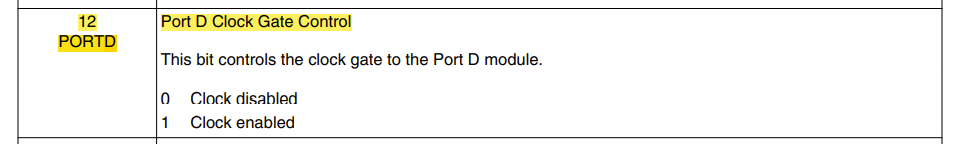 12
PORTD
Port D Clock Gate Control
This bit controls the clock gate to the Port D module.
0 Clock disabled
1 Clock enabled